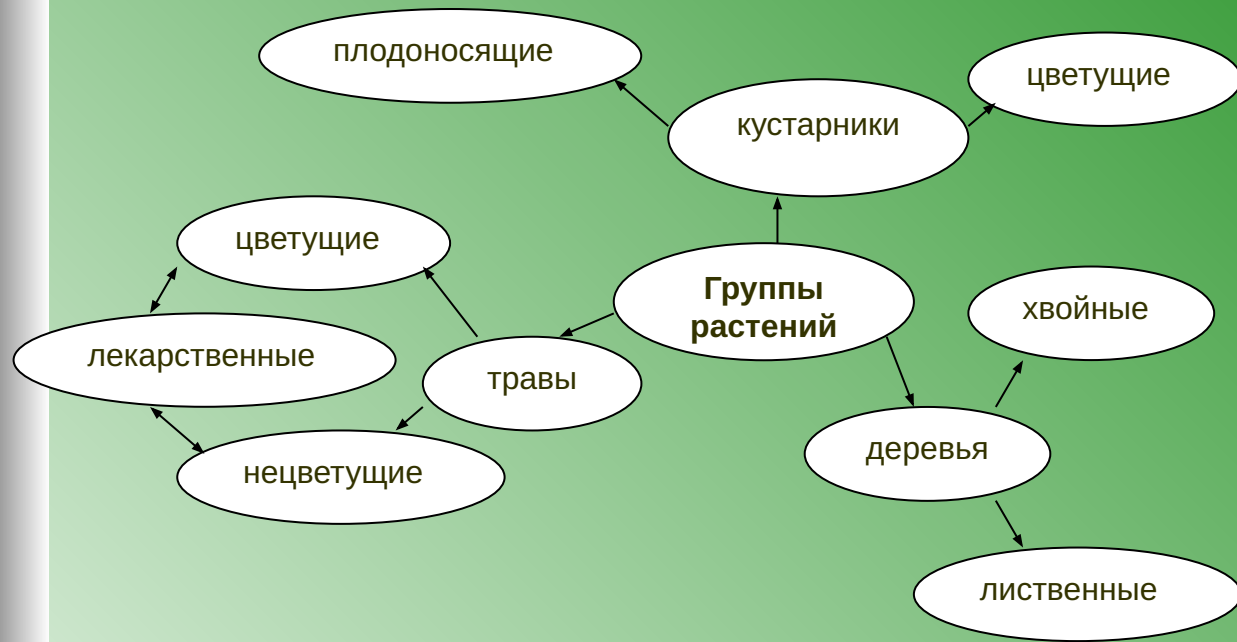 плодоносящие
цветущие
кустарники
цветущие
Группы
растений
хвойные
лекарственные
травы
деревья
нецветущие
лиственные